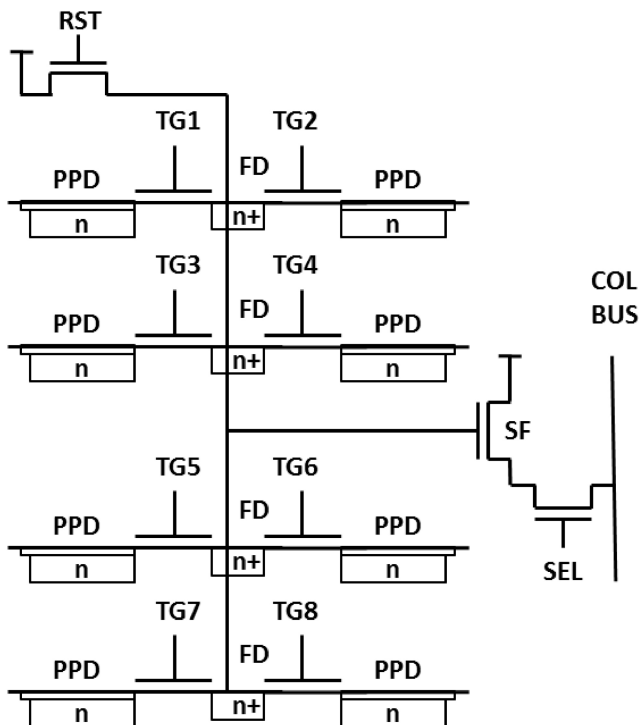 RST
TG1 TG2
PPD FD PPD
n n+ n
TG3 TG4
PPD FD PPD
n n+ n
COL
BUS
SF
TG5 TG6
PPD FD PPD
n n+ n
SEL
TG7 TG8
PPD FD PPD
n n+ n